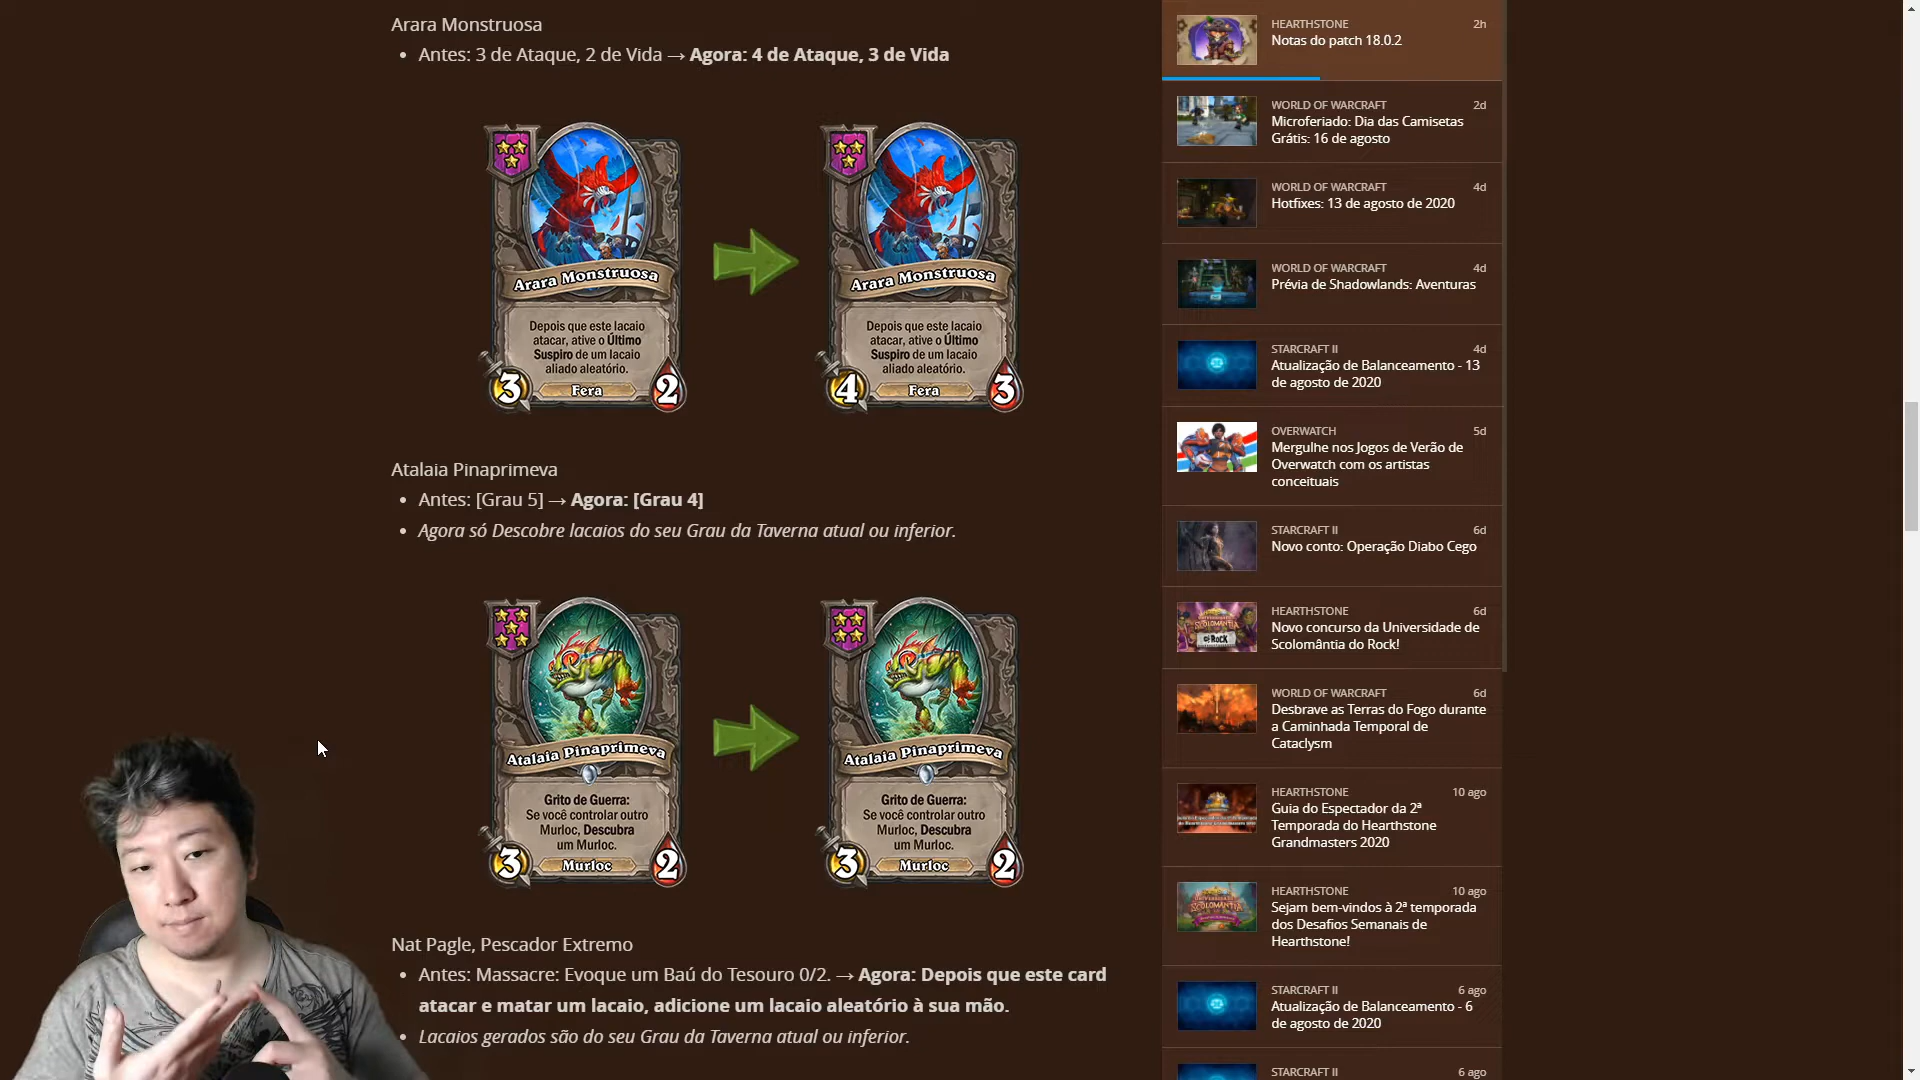 Arara Monstruosa
• Antes: 3 de Ataque, 2 de Vida → Agora: 4 de Ataque, 3 de Vida
Arara Monstruosa
Depois que este lacaio
atacar, ative o Último
Suspiro de um lacaio
aliado aleatório.
3
Fera
2
Arara Monstruosa
Depois que este lacaio
atacar, ative o Último
Suspiro de um lacaio
aliado aleatório.
4
Fera
3
Atalaia Pinaprimeva
• Antes: [Grau 5] → Agora: [Grau 4]
• Agora só Descobre lacaios do seu Grau da Taverna atual ou inferior.
Atalaia Pinaprimeva
Grito de Guerra:
Se você controlar outro
Murloc, Descubra
um Murloc.
3
Murloc
2
Atalaia Pinaprimeva
Grito de Guerra:
Se você controlar outro
Murloc, Descubra
um Murloc.
3
Murloc
2
Nat Pagle, Pescador Extremo
• Antes: Massacre: Evoque um Baú do Tesouro 0/2. → Agora: Depois que este card
atacar e matar um lacaio, adicione um lacaio aleatório à sua mão.
• Lacaios gerados são do seu Grau da Taverna atual ou inferior.
HEARTHSTONE 2h
Notas do patch 18.0.2
WORLD OF WARCRAFT 2d
Microferiado: Dia das Camisetas
Grátis: 16 de agosto
WORLD OF WARCRAFT 4d
Hotfixes: 13 de agosto de 2020
WORLD OF WARCRAFT 4d
Prévia de Shadowlands: Aventuras
STARCRAFT II 4d
Atualização de Balanceamento - 13
de agosto de 2020
OVERWATCH 5d
Mergulhe nos Jogos de Verão de
Overwatch com os artistas
conceituais
STARCRAFT II 6d
Novo conto: Operação Diabo Cego
HEARTHSTONE 6d
Novo concurso da Universidade de
Scolomântia do Rock!
WORLD OF WARCRAFT 6d
Desbrave as Terras do Fogo durante
a Caminhada Temporal de
Cataclysm
HEARTHSTONE 10 ago
Guia do Espectador da 2ª
Temporada do Hearthstone
Grandmasters 2020
HEARTHSTONE 10 ago
Sejam bem-vindos à 2ª temporada
dos Desafios Semanais de
Hearthstone!
STARCRAFT II 6 ago
Atualização de Balanceamento - 6
de agosto de 2020
STARCRAFT II 6 ago